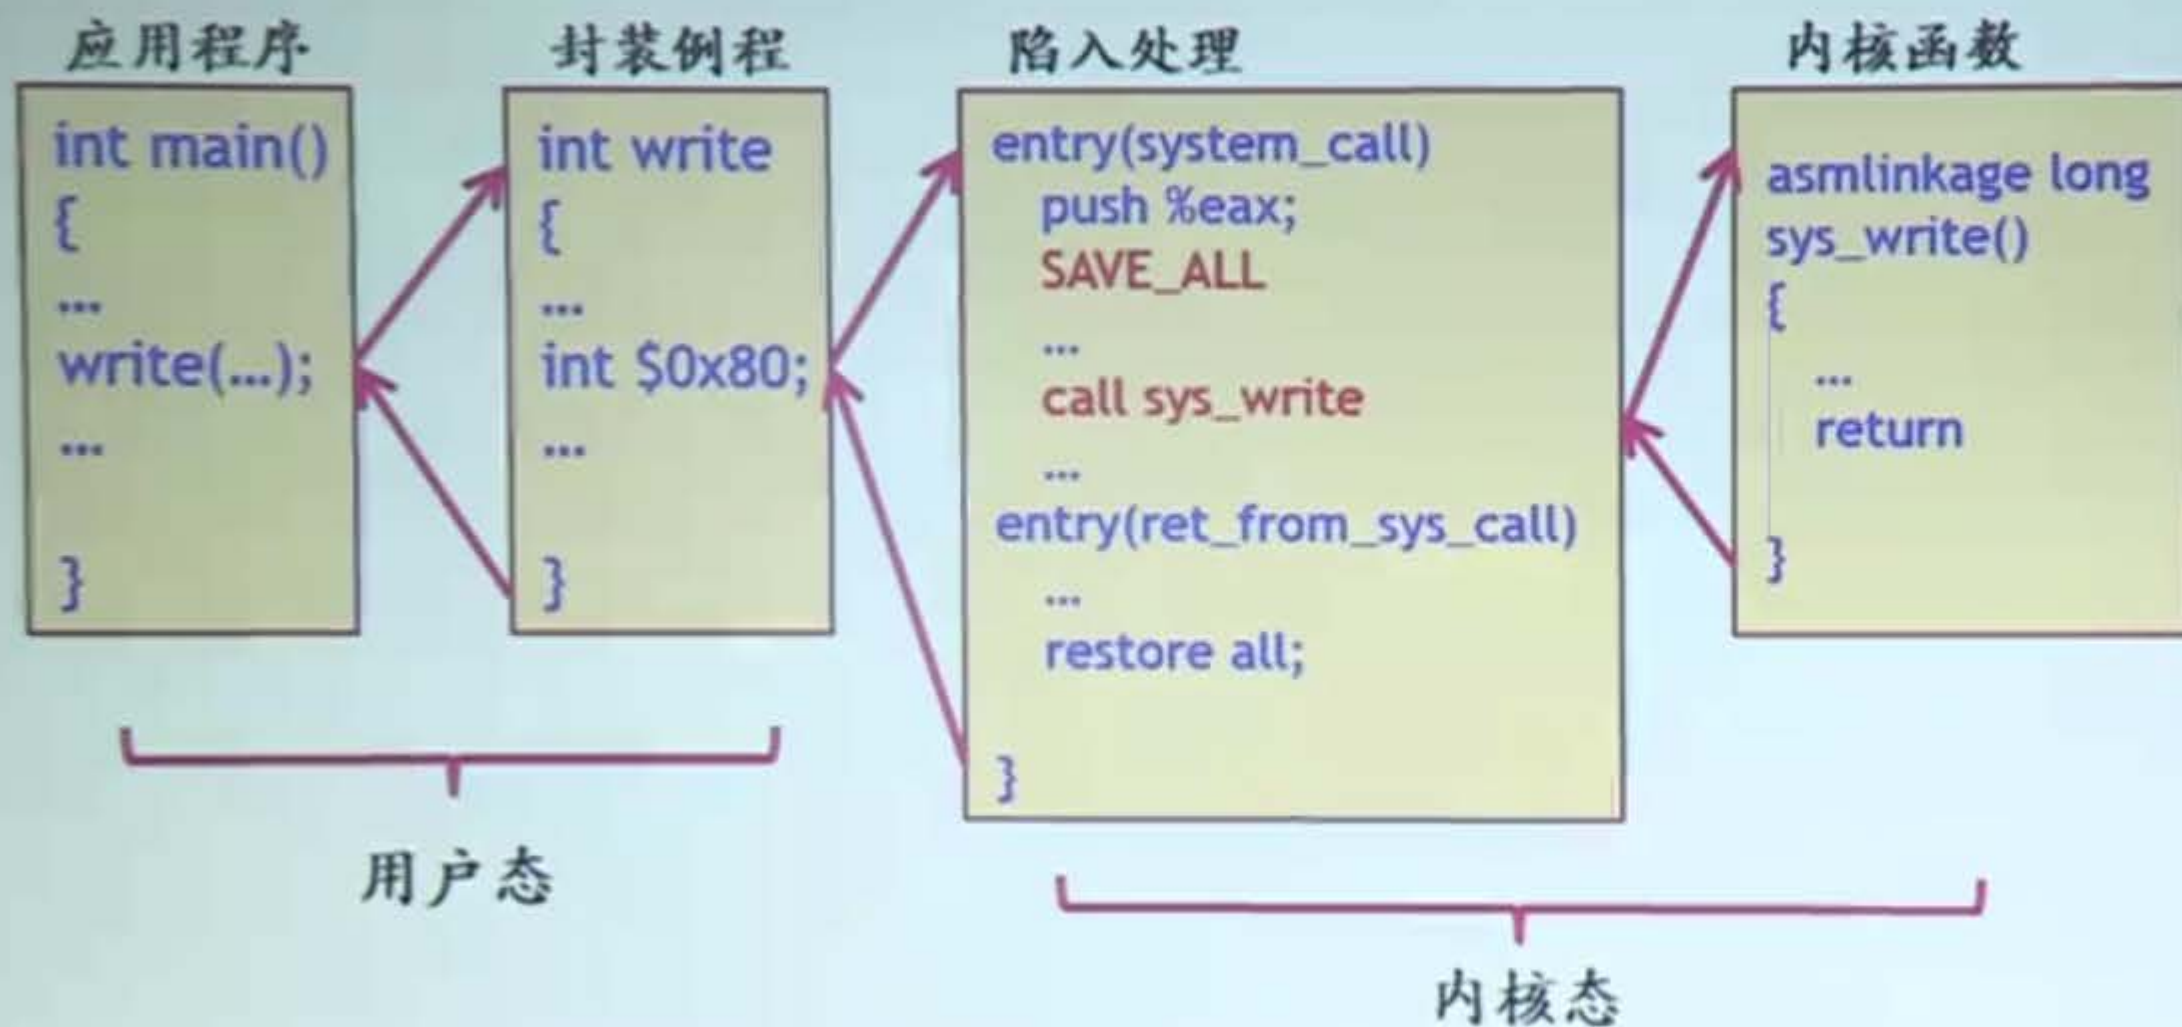 应用程序
int main()
{
...
write(...);
...
}
封装例程
int write
{
...
int $0x80;
...
}
陷入处理
entry(system_call)
push %eax;
SAVE_ALL
...
call sys_write
...
entry(ret_from_sys_call)
...
restore all;
}
内核函数
asmlinkage long
sys_write()
{
...
return
}
用户态
内核态